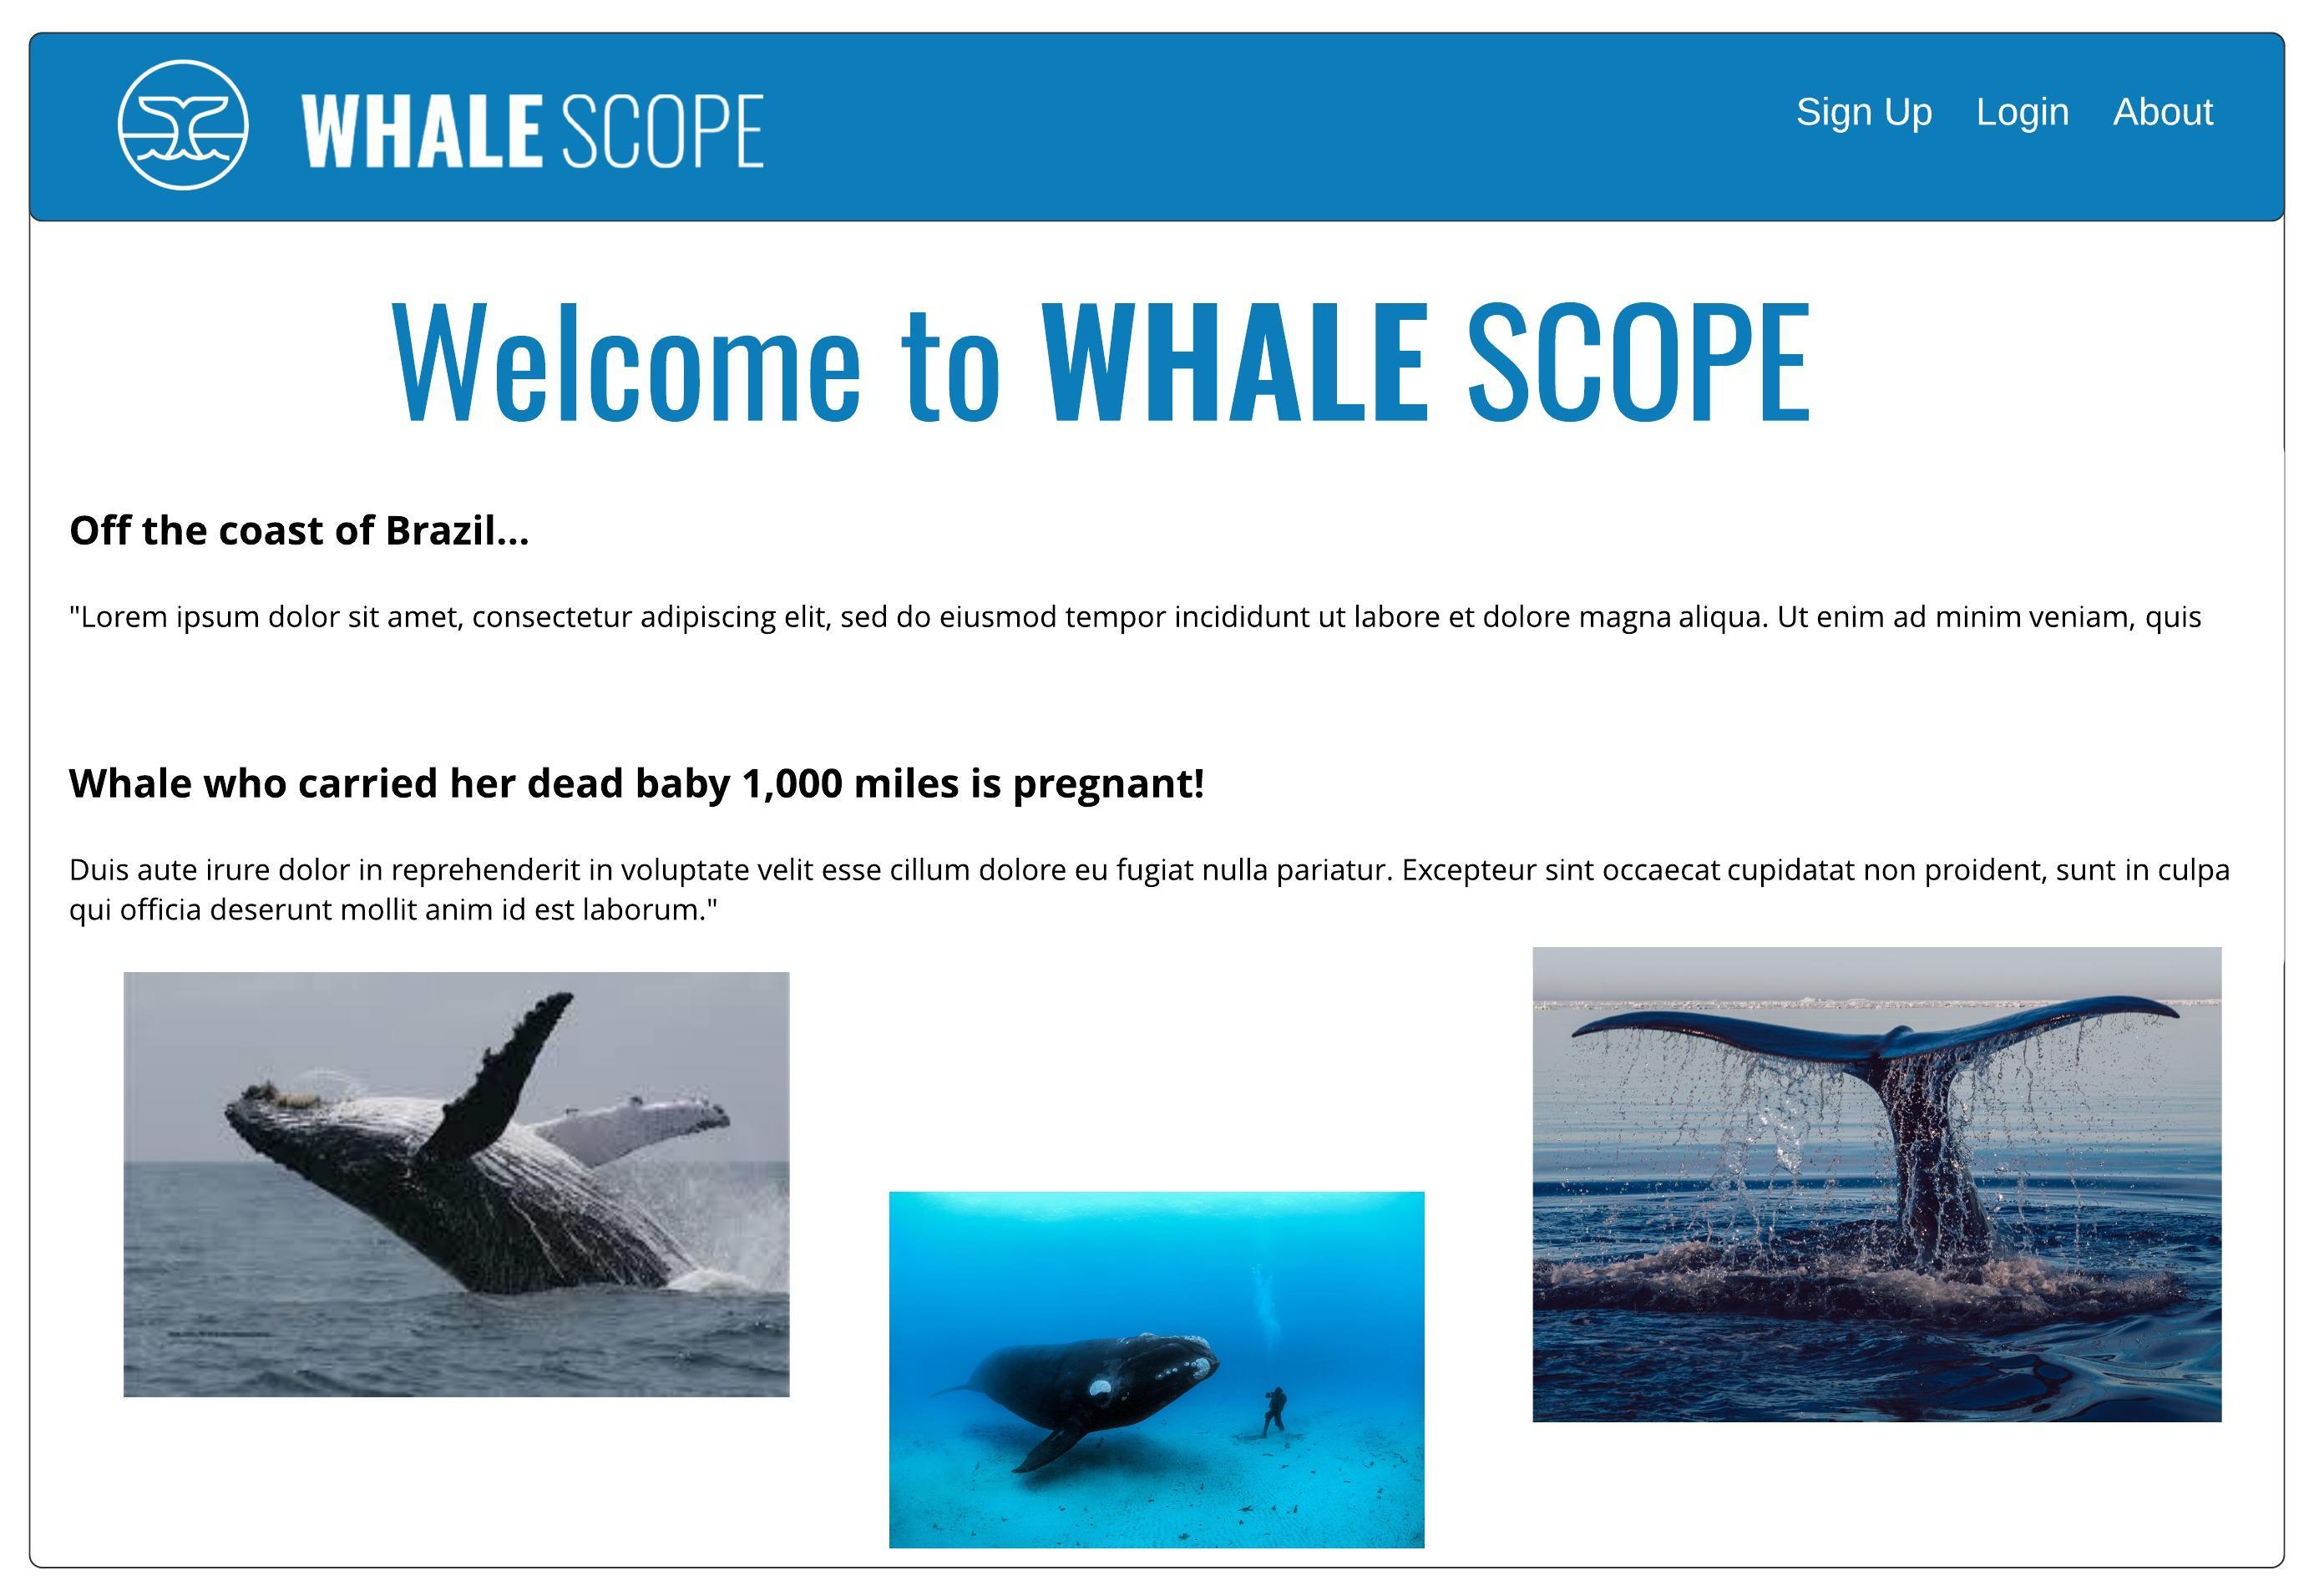 WHALE SCOPE
Sign Up Login About
Welcome to WHALE SCOPE
Off the coast of Brazil...
"Lorem ipsum dolor sit amet, consectetur adipiscing elit, sed do eiusmod tempor incididunt ut labore et dolore magna aliqua. Ut enim ad minim veniam, quis
Whale who carried her dead baby 1,000 miles is pregnant!
Duis aute irure dolor in reprehenderit in voluptate velit esse cillum dolore eu fugiat nulla pariatur. Excepteur sint occaecat cupidatat non proident, sunt in culpa
qui officia deserunt mollit anim id est laborum."